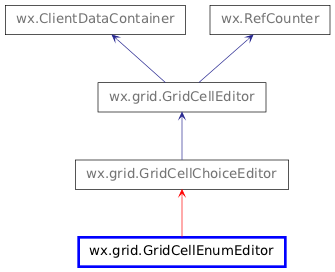 wx.ClientDataContainer
wx.RefCounter
wx.grid.GridCellEditor
wx.grid.GridCellChoiceEditor
wx.grid.GridCellEnumEditor